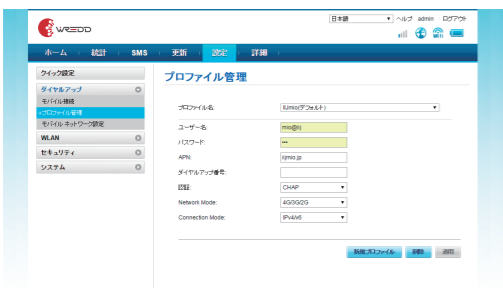 WREDD
日本語 ヘルプ admin ログアウト
ホーム 統計 SMS 更新 設定 詳細
クイック設定
ダイヤルアップ
モバイル接続
プロファイル管理
モバイルネットワーク設定
WLAN
セキュリティ
システム
プロファイル管理
プロファイル名: IIJmio(デフォルト)
ユーザー名: mio@iij
パスワード: •••
APN: iijmio.jp
ダイヤルアップ番号:
認証: CHAP
Network Mode: 4G/3G/2G
Connection Mode: IPv4/v6
新規プロファイル 削除 適用